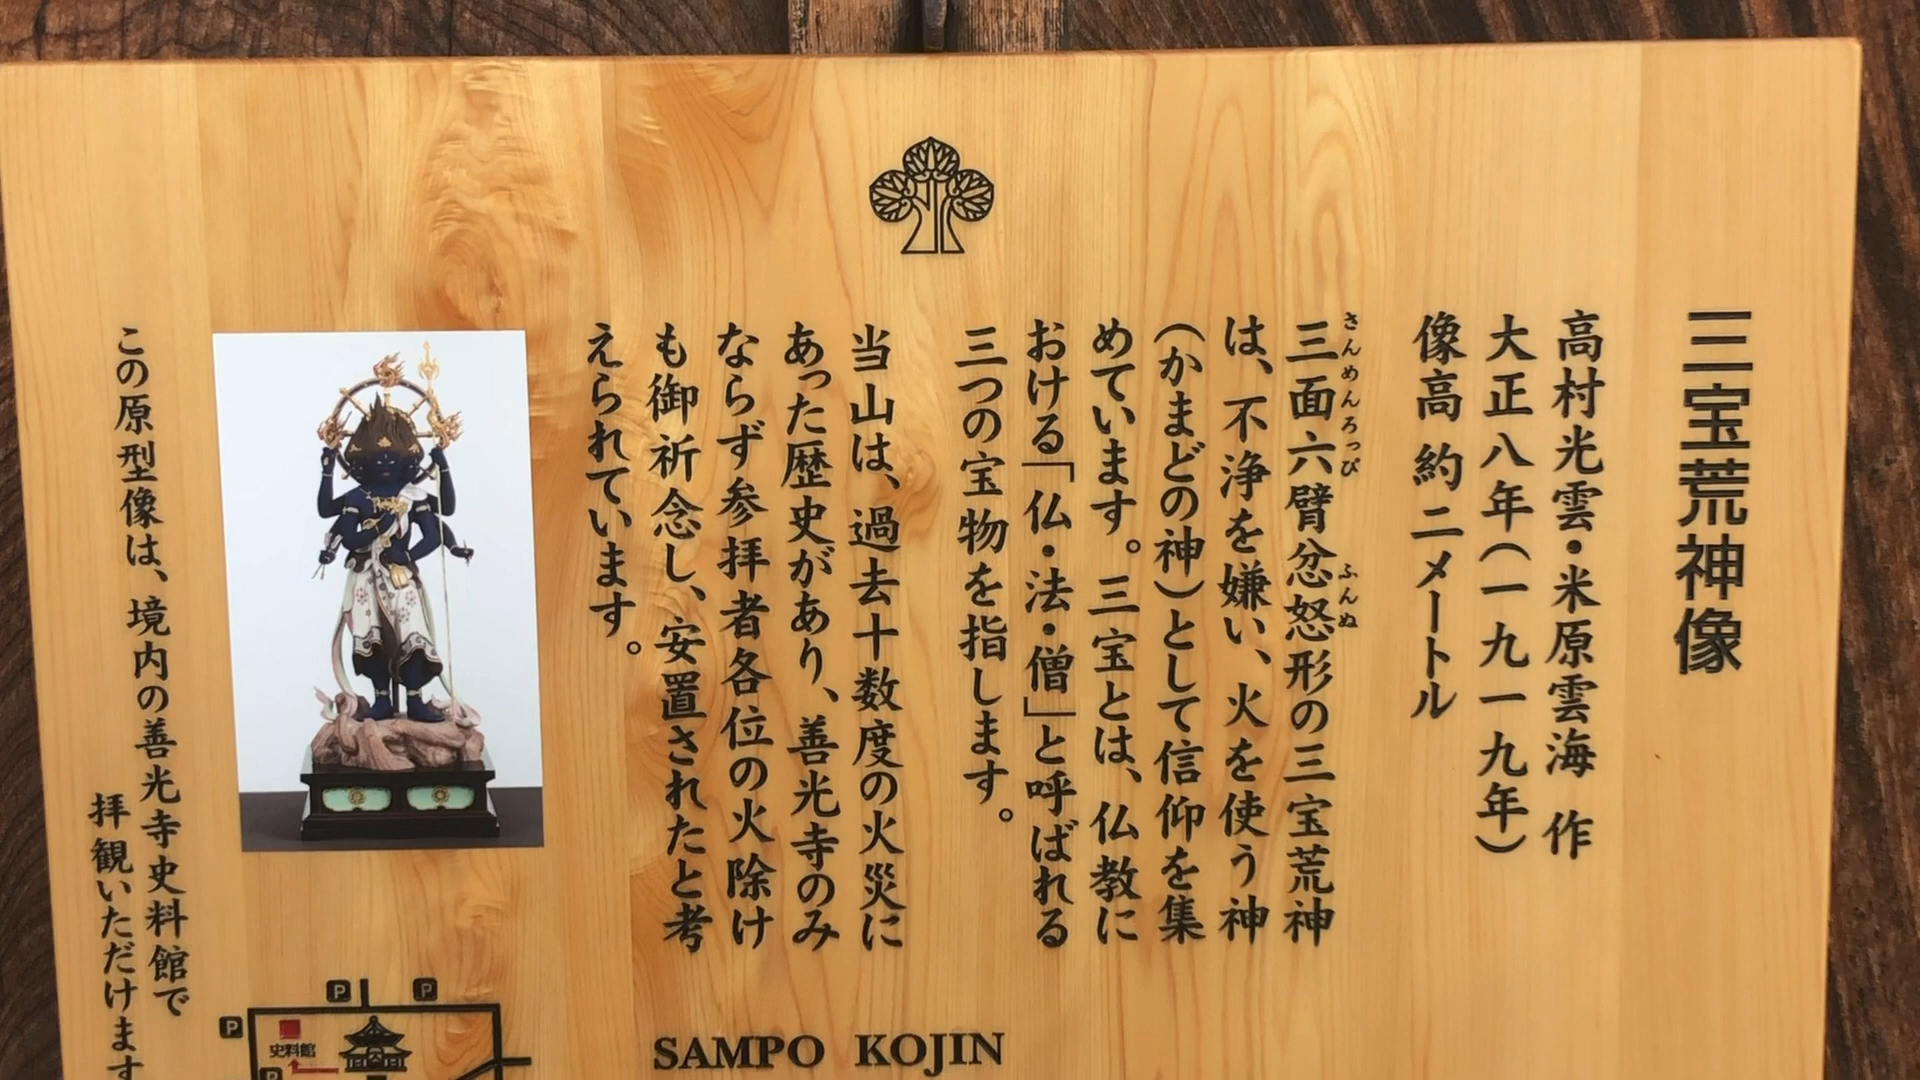 三宝荒神像
高村光雲・米原雲海 作
大正八年(一九一九年)
像高 約二メートル
さんめんろっぴ ふんぬ
三面六臂忿怒形の三宝荒神
は、不浄を嫌い、火を使う神
(かまどの神)として信仰を集
めています。三宝とは、仏教に
おける「仏・法・僧」と呼ばれる
三つの宝物を指します。
当山は、過去十数度の火災に
あった歴史があり、善光寺のみ
ならず参拝者各位の火除け
も御祈念し、安置されたと考
えられています。
この原型像は、境内の善光寺史料館で
拝観いただけます
P
P
P
史料館
P
SAMPO KOJIN